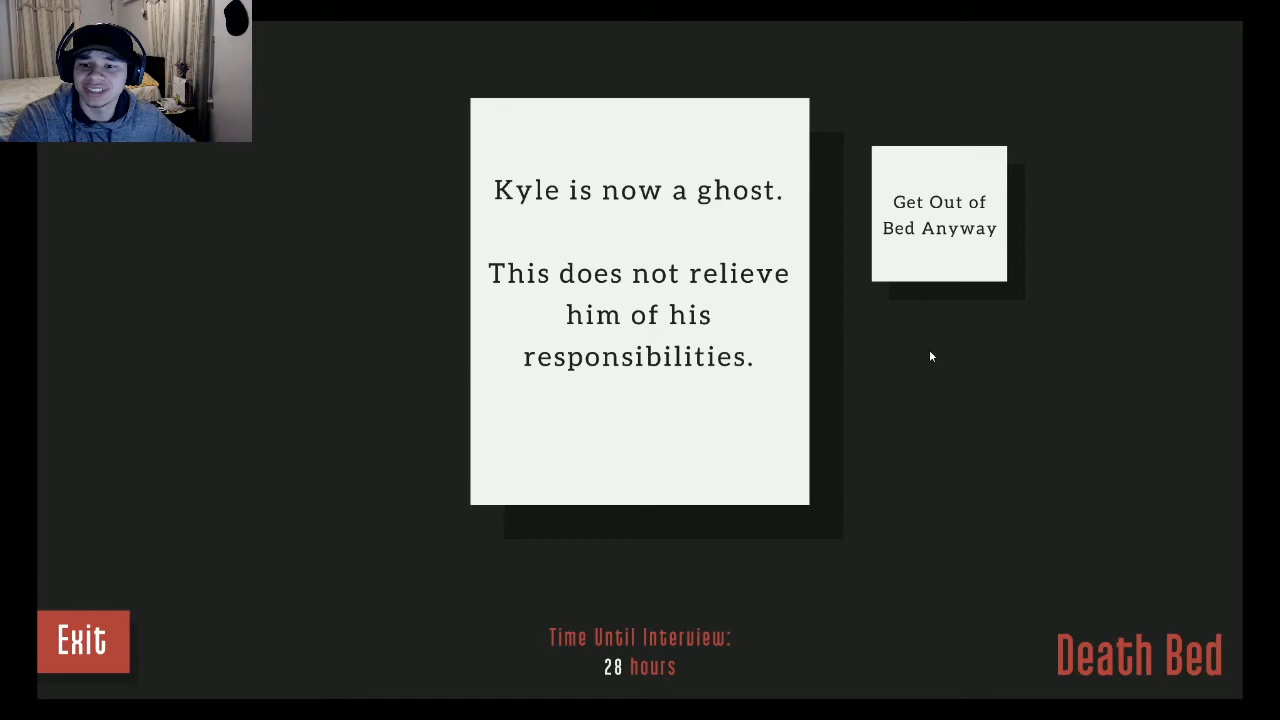 Kyle is now a ghost.
This does not relieve
him of his
responsibilities.
Get Out of
Bed Anyway
Exit
Time Until Interview:
28 hours
Death Bed